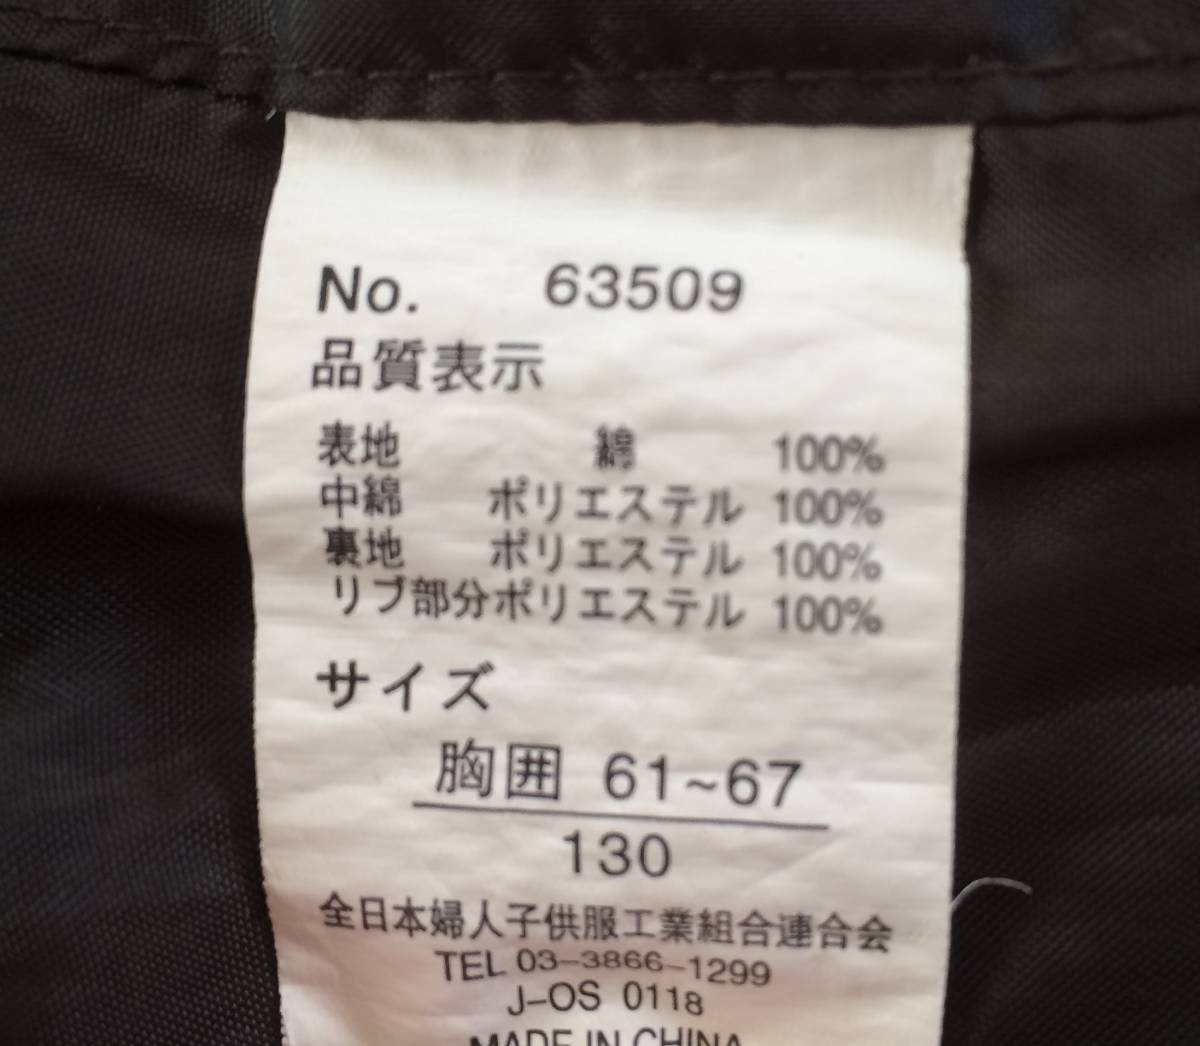 No. 63509
品質表示
表地 綿 100%
中綿 ポリエステル 100%
裏地 ポリエステル 100%
リブ部分ポリエステル 100%
サイズ
胸囲 61~67
130
全日本婦人子供服工業組合連合会
TEL 03-3866-1299
J-OS 0118
MADE IN CHINA